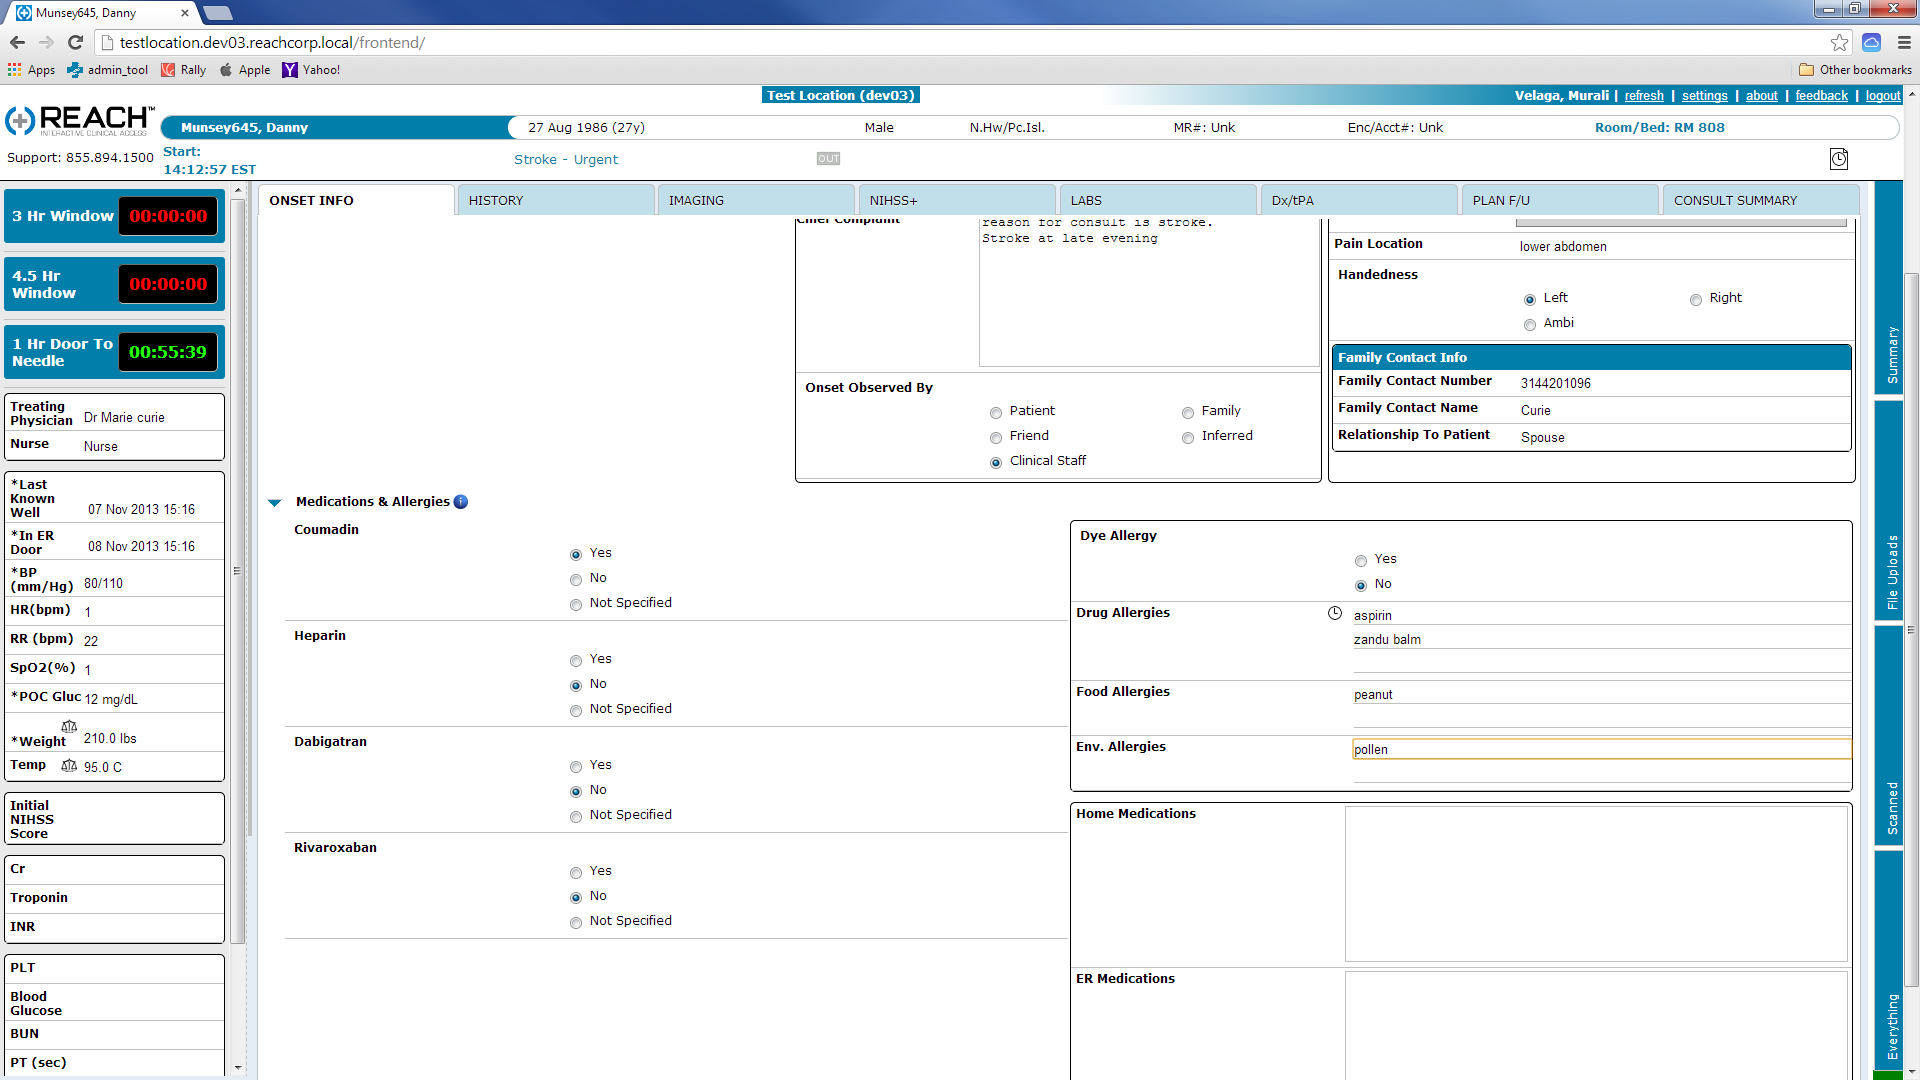 Munsey645, Danny
testlocation.dev03.reachcorp.local/frontend/
Apps admin_tool Rally Apple Yahoo! Other bookmarks
Test Location (dev03)
Velaga, Murali | refresh | settings | about | feedback | logout
REACH™
INTERACTIVE CLINICAL ACCESS
Munsey645, Danny 27 Aug 1986 (27y) Male N.Hw/Pc.Isl. MR#: Unk Enc/Acct#: Unk Room/Bed: RM 808
Support: 855.894.1500
Start:
14:12:57 EST
Stroke - Urgent
OUT
ONSET INFO HISTORY IMAGING NIHSS+ LABS Dx/tPA PLAN F/U CONSULT SUMMARY
3 Hr Window 00:00:00
4.5 Hr
Window
00:00:00
1 Hr Door To
Needle
00:55:39
Treating
Physician
Dr Marie curie
Nurse Nurse
*Last
Known
Well
07 Nov 2013 15:16
*In ER
Door
08 Nov 2013 15:16
*BP
(mm/Hg) 80/110
HR(bpm) 1
RR (bpm) 22
SpO2(%) 1
*POC Gluc 12 mg/dL
*Weight 210.0 lbs
Temp 95.0 C
Initial
NIHSS
Score
Cr
Troponin
INR
PLT
Blood
Glucose
BUN
PT (sec)
Chief Complaint
reason for consult is stroke.
Stroke at late evening
Onset Observed By
Patient Family
Friend Inferred
Clinical Staff
Pain Location lower abdomen
Handedness
Left Right
Ambi
Family Contact Info
Family Contact Number 3144201096
Family Contact Name Curie
Relationship To Patient Spouse
Medications & Allergies i
Coumadin
Yes
No
Not Specified
Heparin
Yes
No
Not Specified
Dabigatran
Yes
No
Not Specified
Rivaroxaban
Yes
No
Not Specified
Dye Allergy
Yes
No
Drug Allergies aspirin
zandu balm
Food Allergies peanut
Env. Allergies pollen
Home Medications
ER Medications
Summary
File Uploads
Scanned
Everything